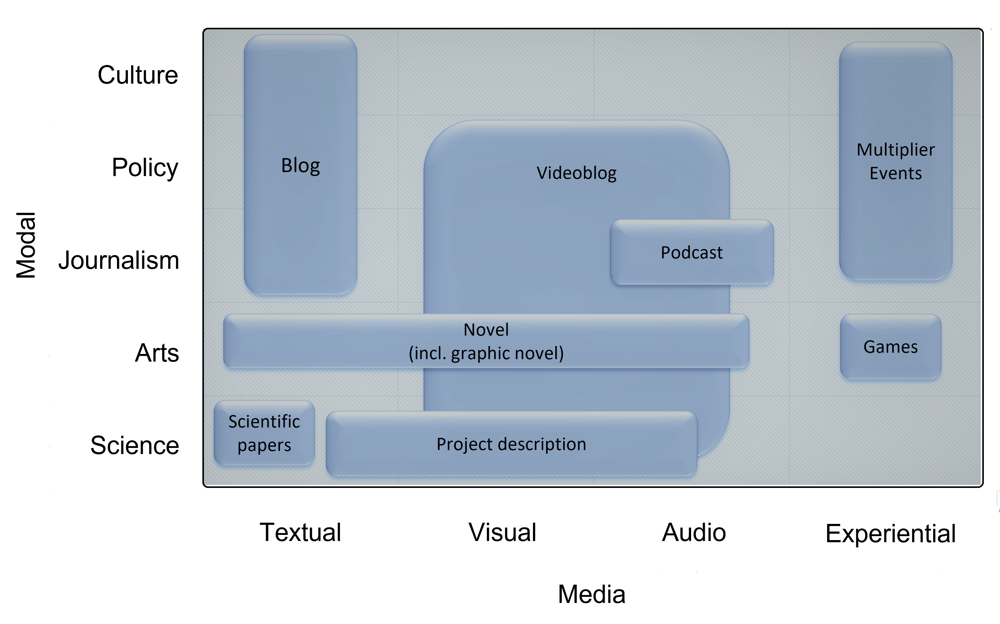 Modal
Culture
Policy
Journalism
Arts
Science
Blog
Videoblog
Multiplier
Events
Podcast
Novel
(incl. graphic novel)
Games
Scientific
papers
Project description
Textual
Visual
Audio
Experiential
Media